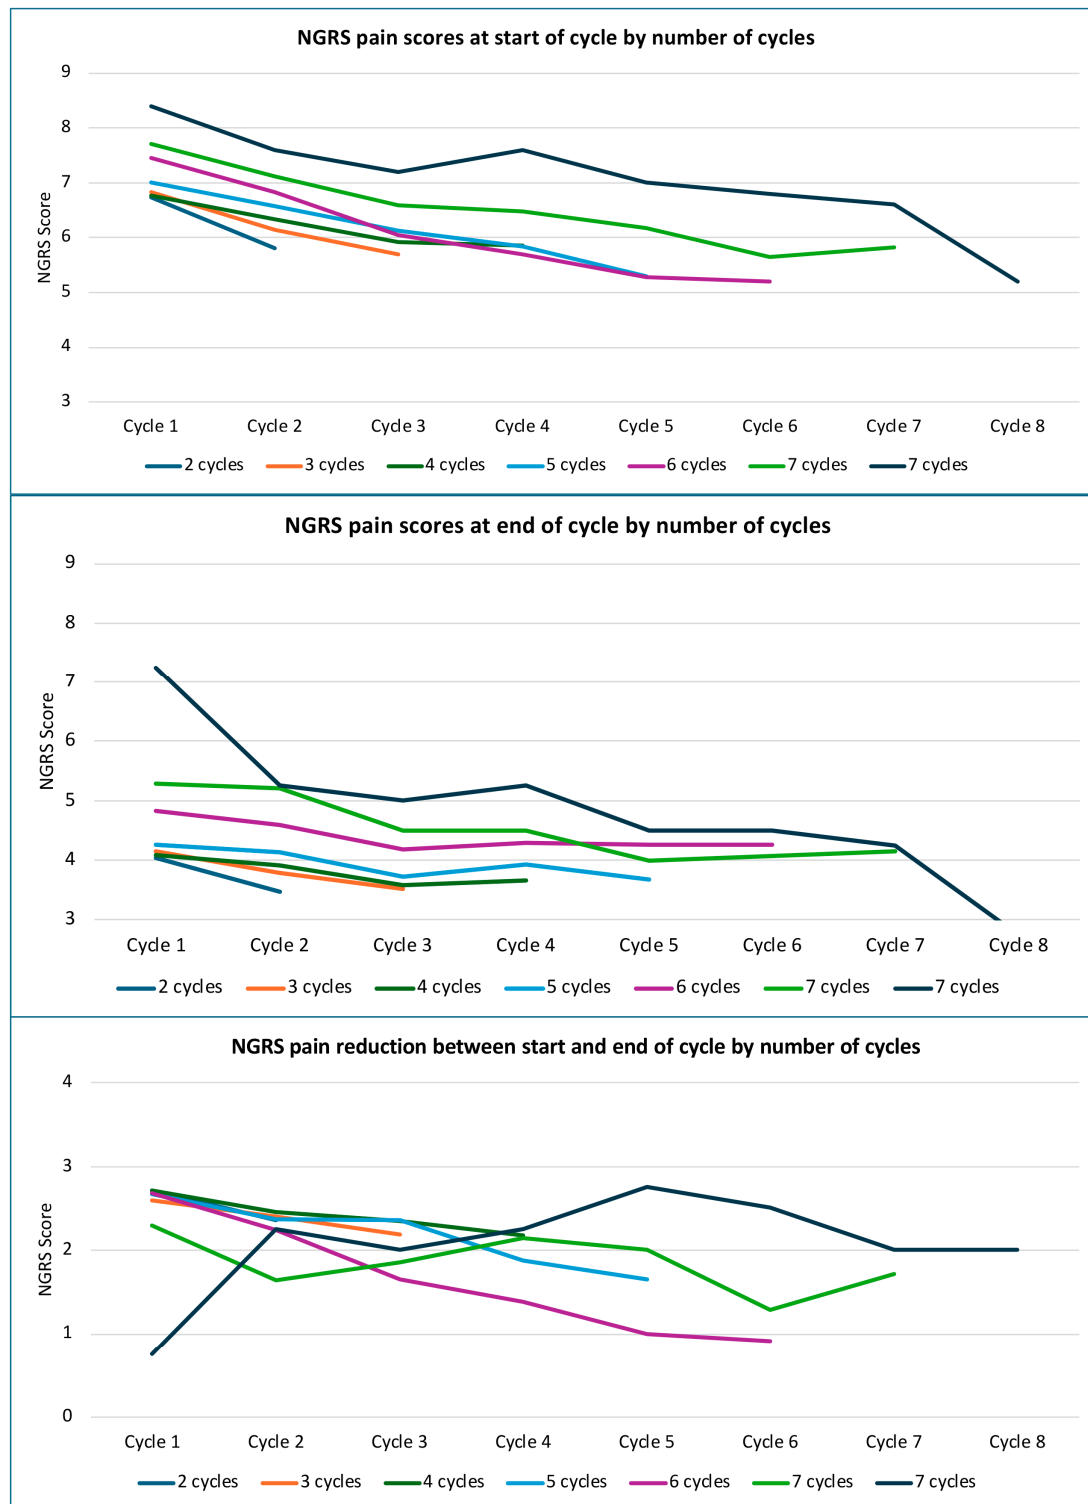 NGRS pain scores at start of cycle by number of cycles
9
8
7
6
5
4
3
NGRS Score
Cycle 1 Cycle 2 Cycle 3 Cycle 4 Cycle 5 Cycle 6 Cycle 7 Cycle 8
2 cycles 3 cycles 4 cycles 5 cycles 6 cycles 7 cycles 7 cycles
NGRS pain scores at end of cycle by number of cycles
9
8
7
6
5
4
3
NGRS Score
Cycle 1 Cycle 2 Cycle 3 Cycle 4 Cycle 5 Cycle 6 Cycle 7 Cycle 8
2 cycles 3 cycles 4 cycles 5 cycles 6 cycles 7 cycles 7 cycles
NGRS pain reduction between start and end of cycle by number of cycles
4
3
2
1
0
NGRS Score
Cycle 1 Cycle 2 Cycle 3 Cycle 4 Cycle 5 Cycle 6 Cycle 7 Cycle 8
2 cycles 3 cycles 4 cycles 5 cycles 6 cycles 7 cycles 7 cycles